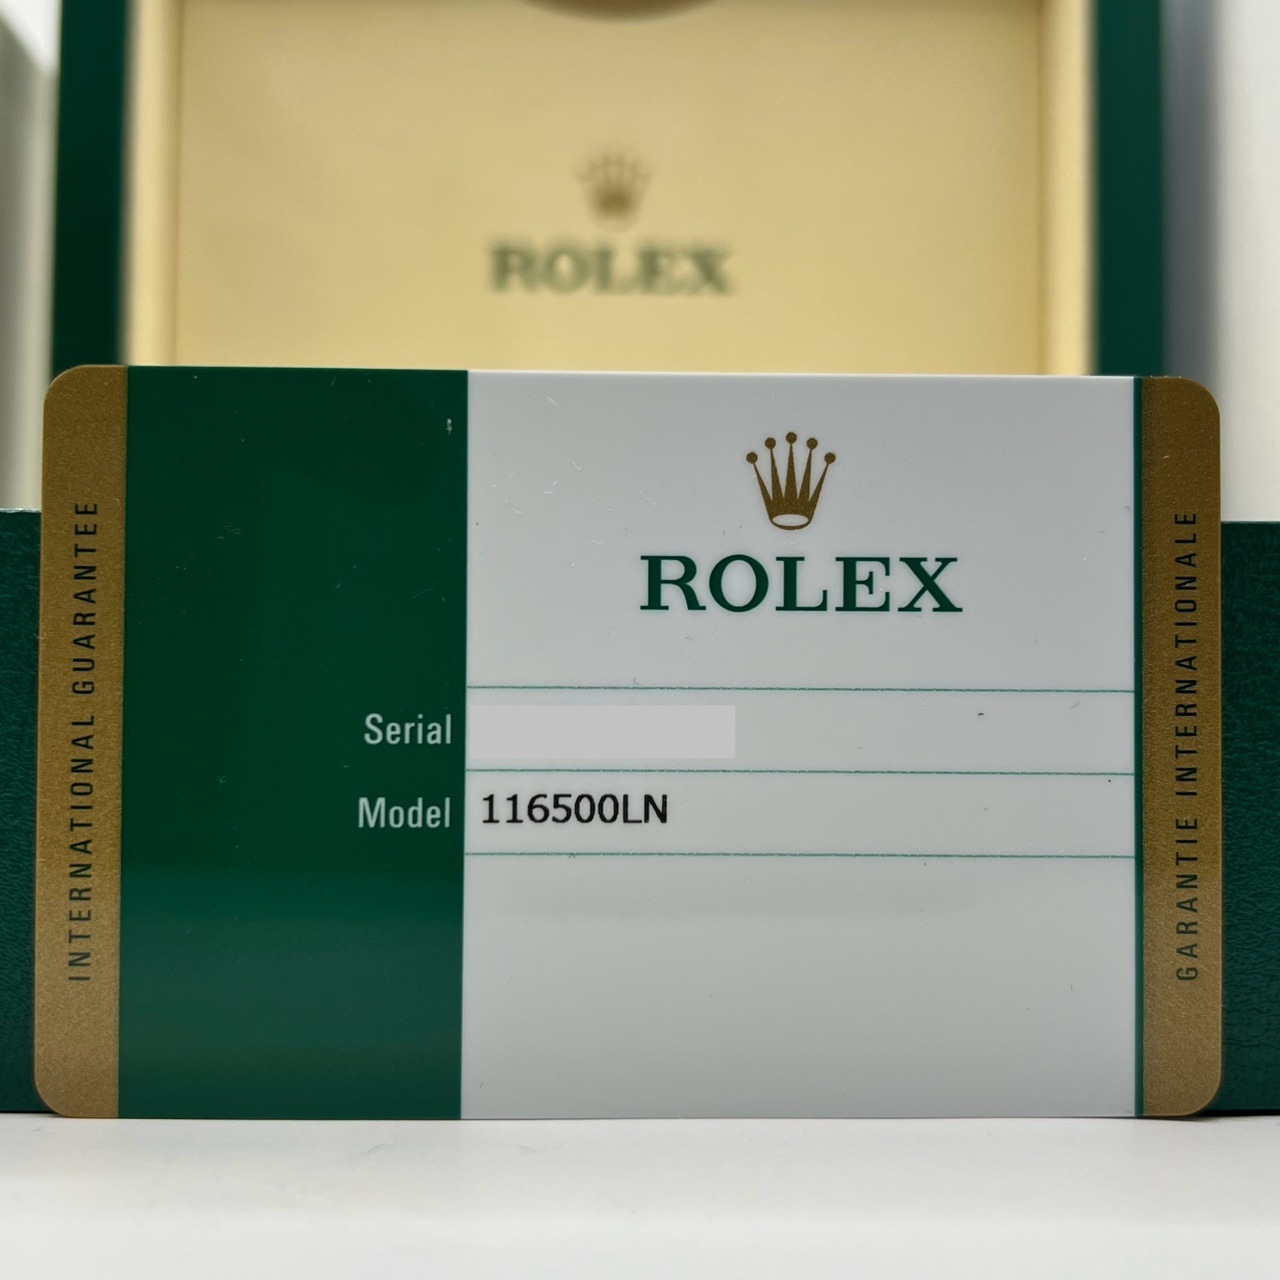 ROLEX
ROLEX
Serial
Model 116500LN
INTERNATIONAL GUARANTEE
GARANTIE INTERNATIONALE